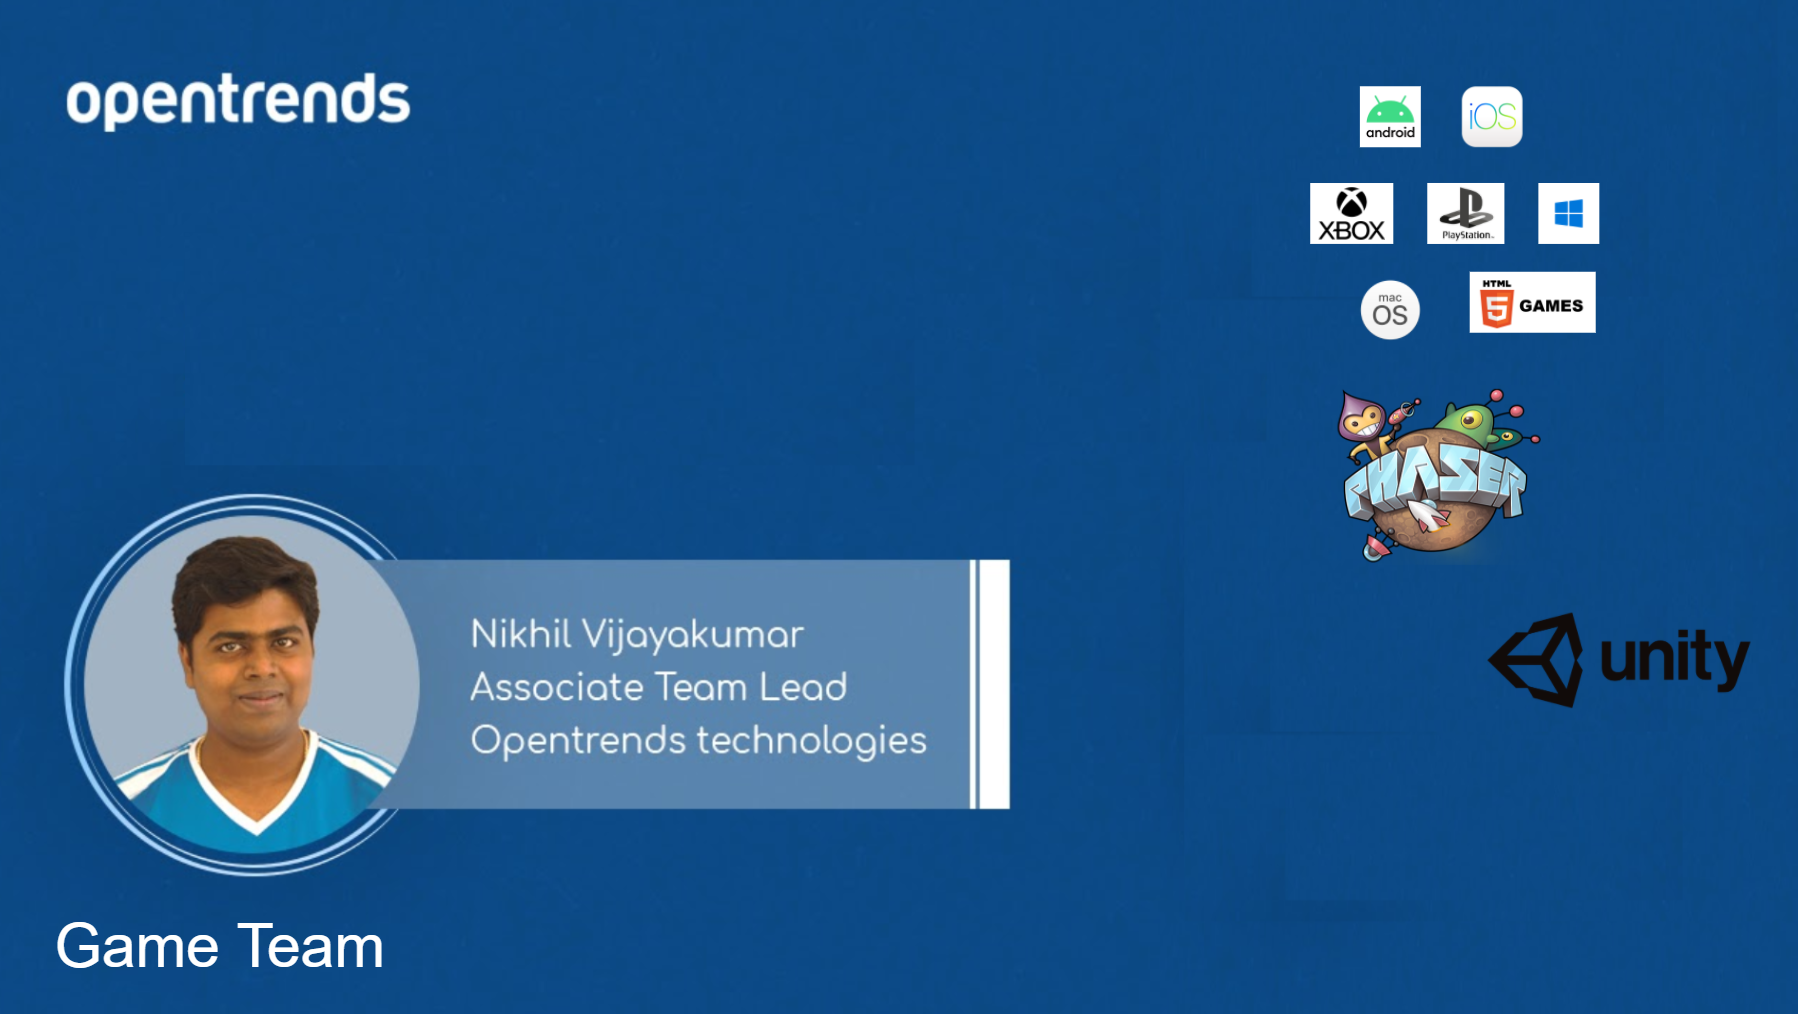 opentrends
android
iOS
XBOX
PlayStation
mac
OS
HTML
5 GAMES
PHASER
unity
Nikhil Vijayakumar
Associate Team Lead
Opentrends technologies
Game Team